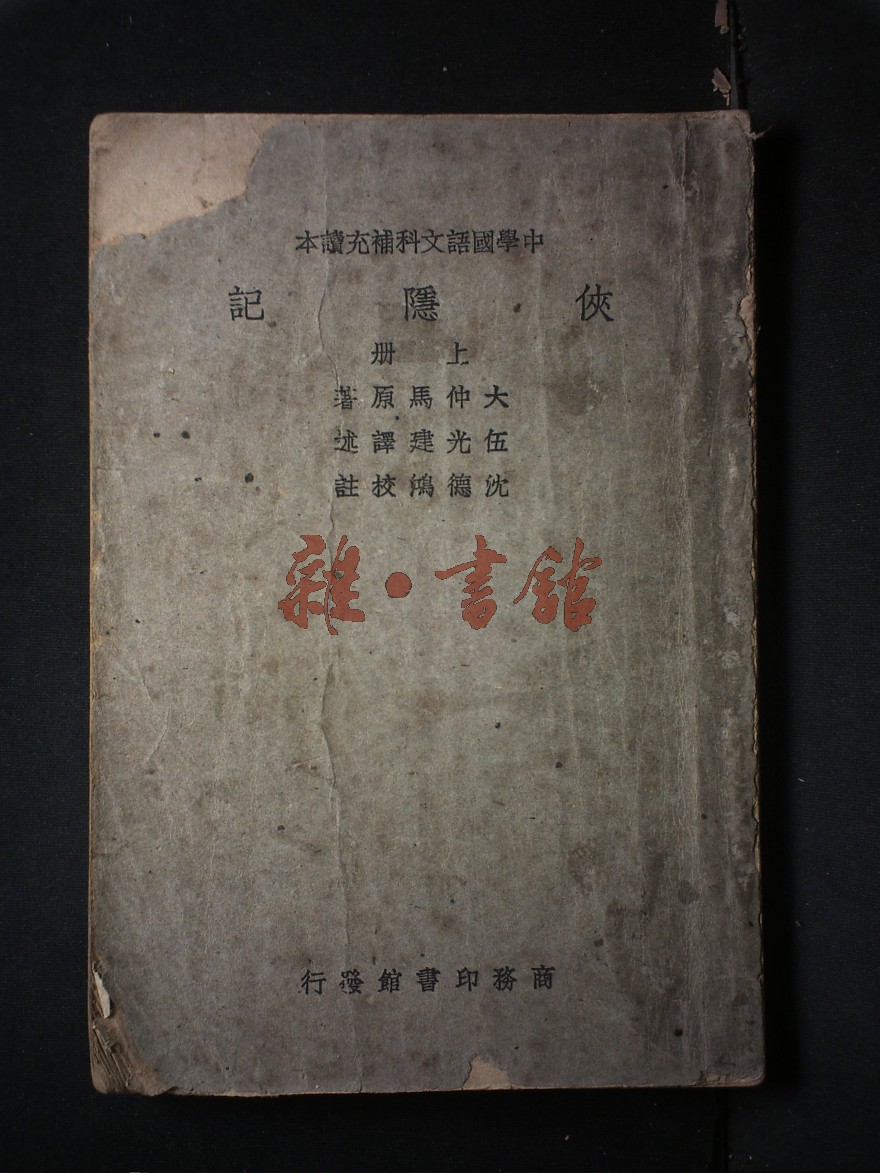 中學國語文科補充讀本
俠隱記
上册
大仲馬原著
伍光建譯述
沈德鴻校註
雜·書館
商務印書館發行